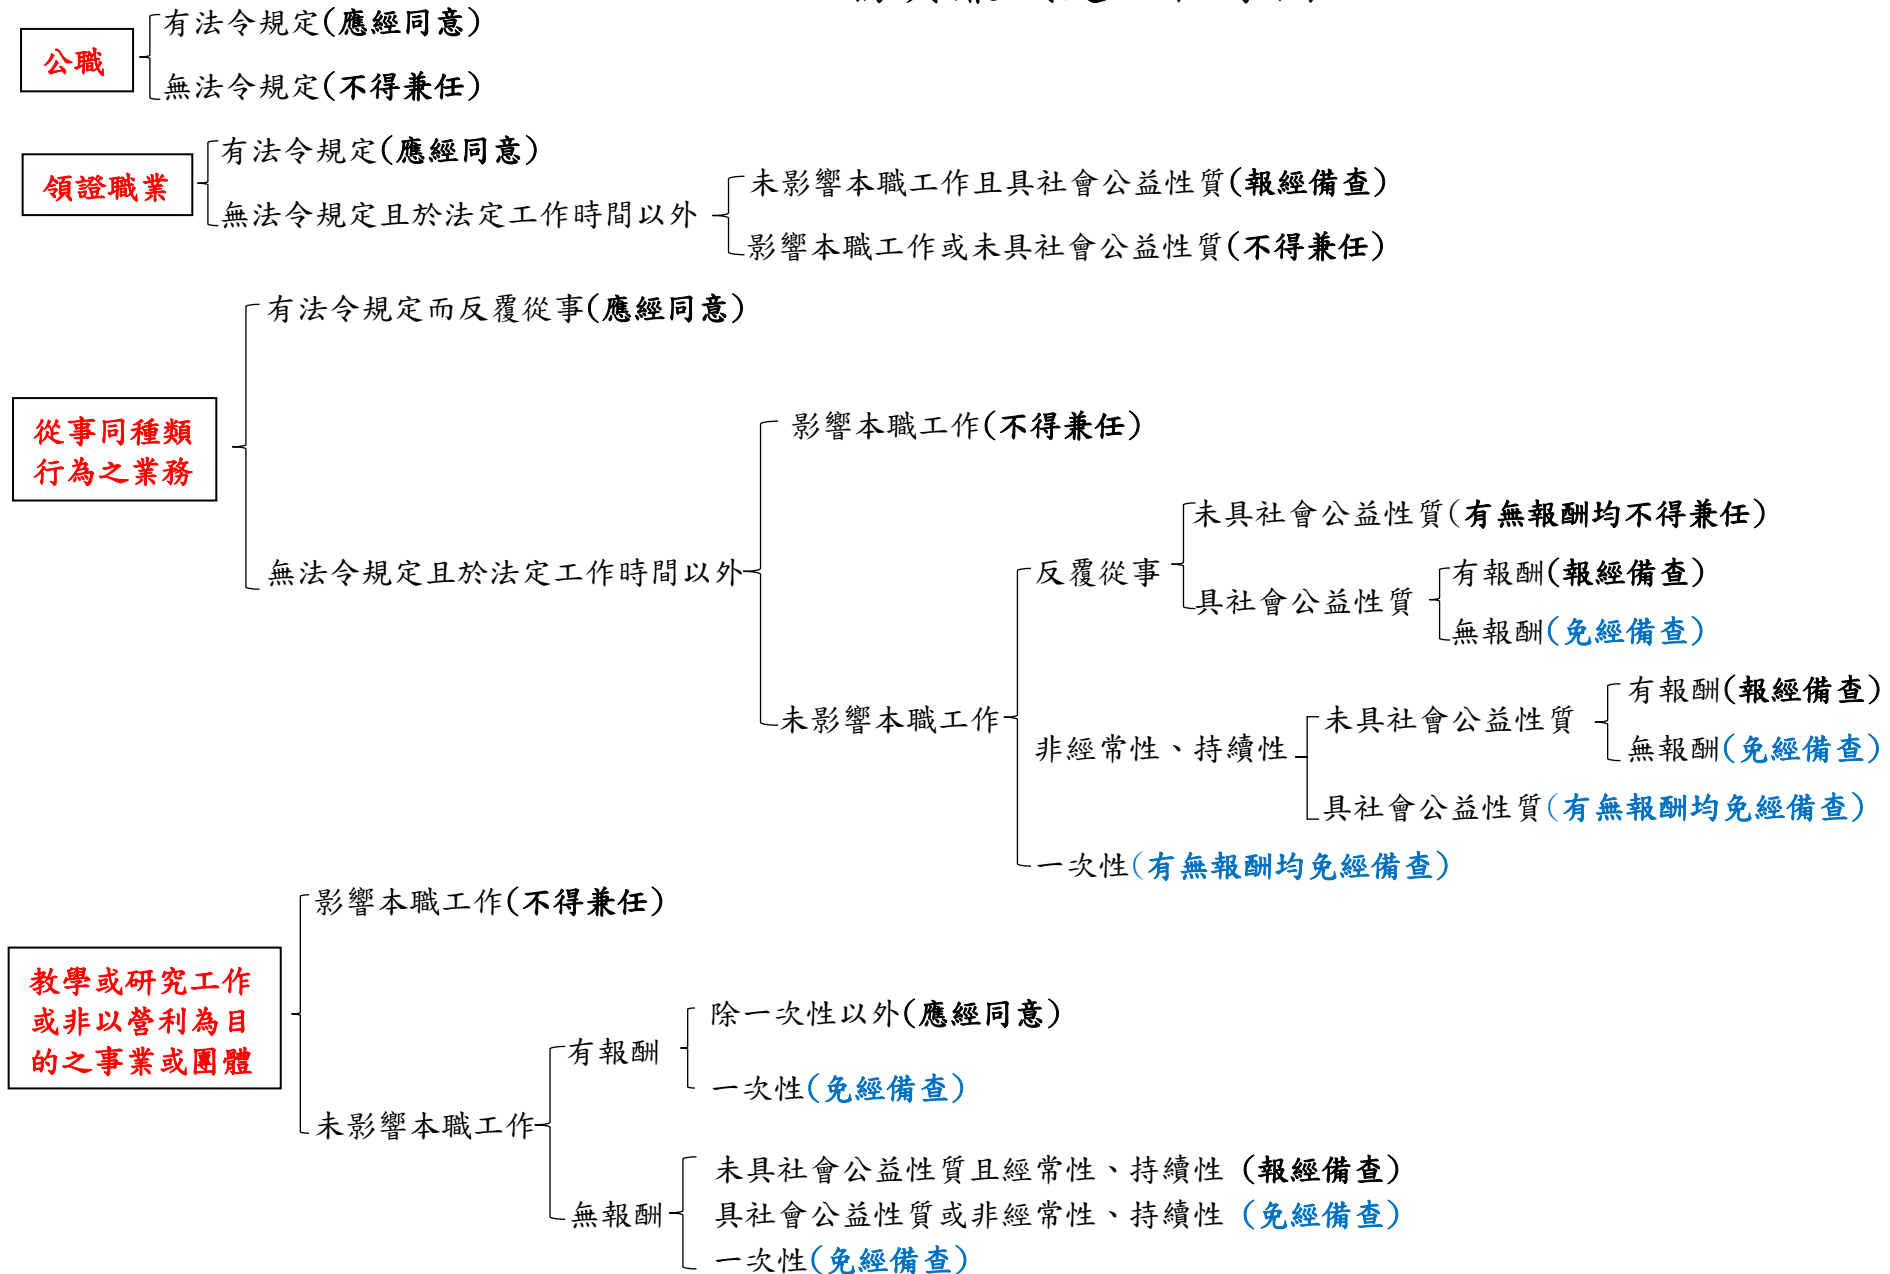 公職
有法令規定(應經同意)
無法令規定(不得兼任)
領證職業
有法令規定(應經同意)
無法令規定且於法定工作時間以外
未影響本職工作且具社會公益性質(報經備查)
影響本職工作或未具社會公益性質(不得兼任)
從事同種類
行為之業務
有法令規定而反覆從事(應經同意)
無法令規定且於法定工作時間以外
影響本職工作(不得兼任)
未影響本職工作
反覆從事
未具社會公益性質(有無報酬均不得兼任)
具社會公益性質
有報酬(報經備查)
無報酬(免經備查)
非經常性、持續性
未具社會公益性質
有報酬(報經備查)
無報酬(免經備查)
具社會公益性質(有無報酬均免經備查)
一次性(有無報酬均免經備查)
教學或研究工作
或非以營利為目
的之事業或團體
影響本職工作(不得兼任)
未影響本職工作
有報酬
除一次性以外(應經同意)
一次性(免經備查)
無報酬
未具社會公益性質且經常性、持續性 (報經備查)
具社會公益性質或非經常性、持續性 (免經備查)
一次性(免經備查)